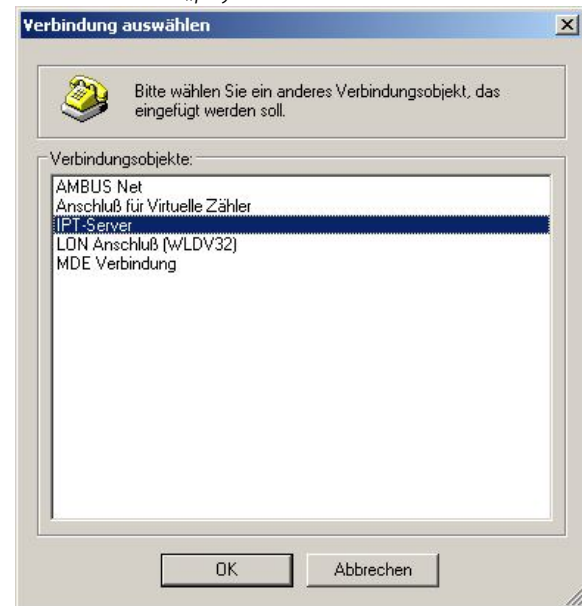 Verbindung auswählen
Bitte wählen Sie ein anderes Verbindungsobjekt, das
eingefügt werden soll.
Verbindungsobjekte:
AMBUS Net
Anschluß für Virtuelle Zähler
IPT-Server
LON Anschluß (WLDV32)
MDE Verbindung
OK
Abbrechen